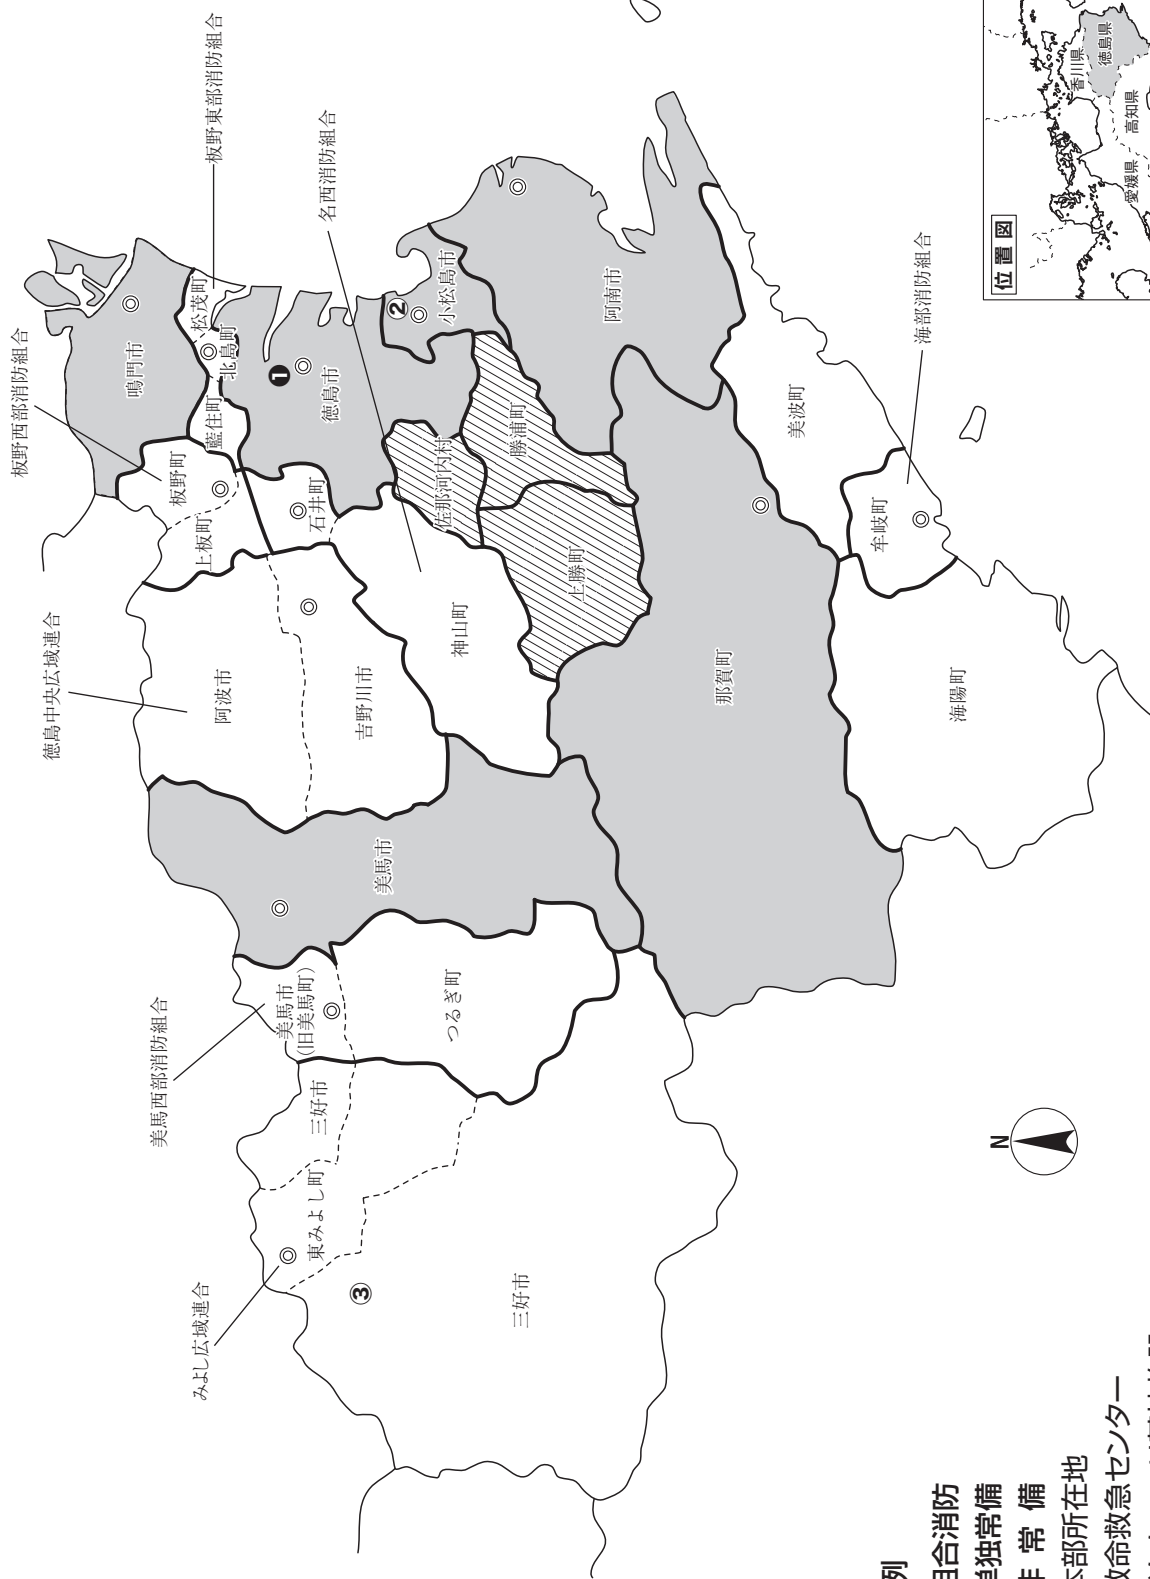 板野東部消防組合
名西消防組合
海部消防組合
板野西部消防組合
徳島中央広域連合
美馬西部消防組合
みよし広域連合
鳴門市
松茂町
北島町
藍住町
板野町
上板町
徳島市
石井町
小松島市
佐那河内村
勝浦町
上勝町
阿南市
阿波市
吉野川市
神山町
那賀町
美波町
牟岐町
海陽町
美馬市
美馬市
(旧美馬町)
つるぎ町
三好市
東みよし町
三好市
1
2
3
N
位置図
香川県
徳島県
愛媛県
高知県
組合消防
単独常備
非常備
本部所在地
救命救急センター